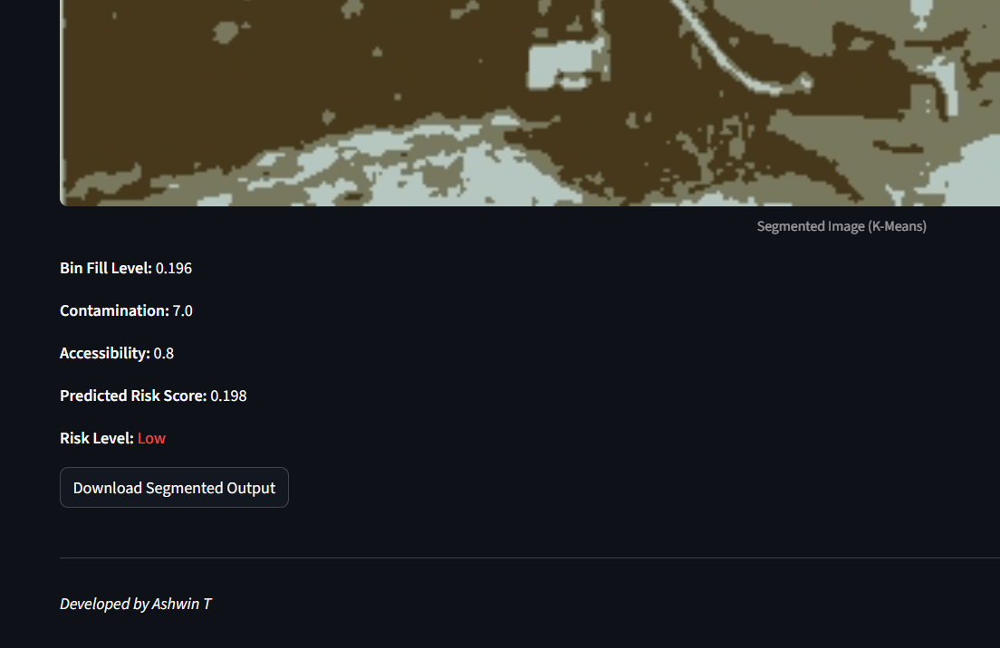 Segmented Image (K-Means)
Bin Fill Level: 0.196
Contamination: 7.0
Accessibility: 0.8
Predicted Risk Score: 0.198
Risk Level: Low
Download Segmented Output
Developed by Ashwin T